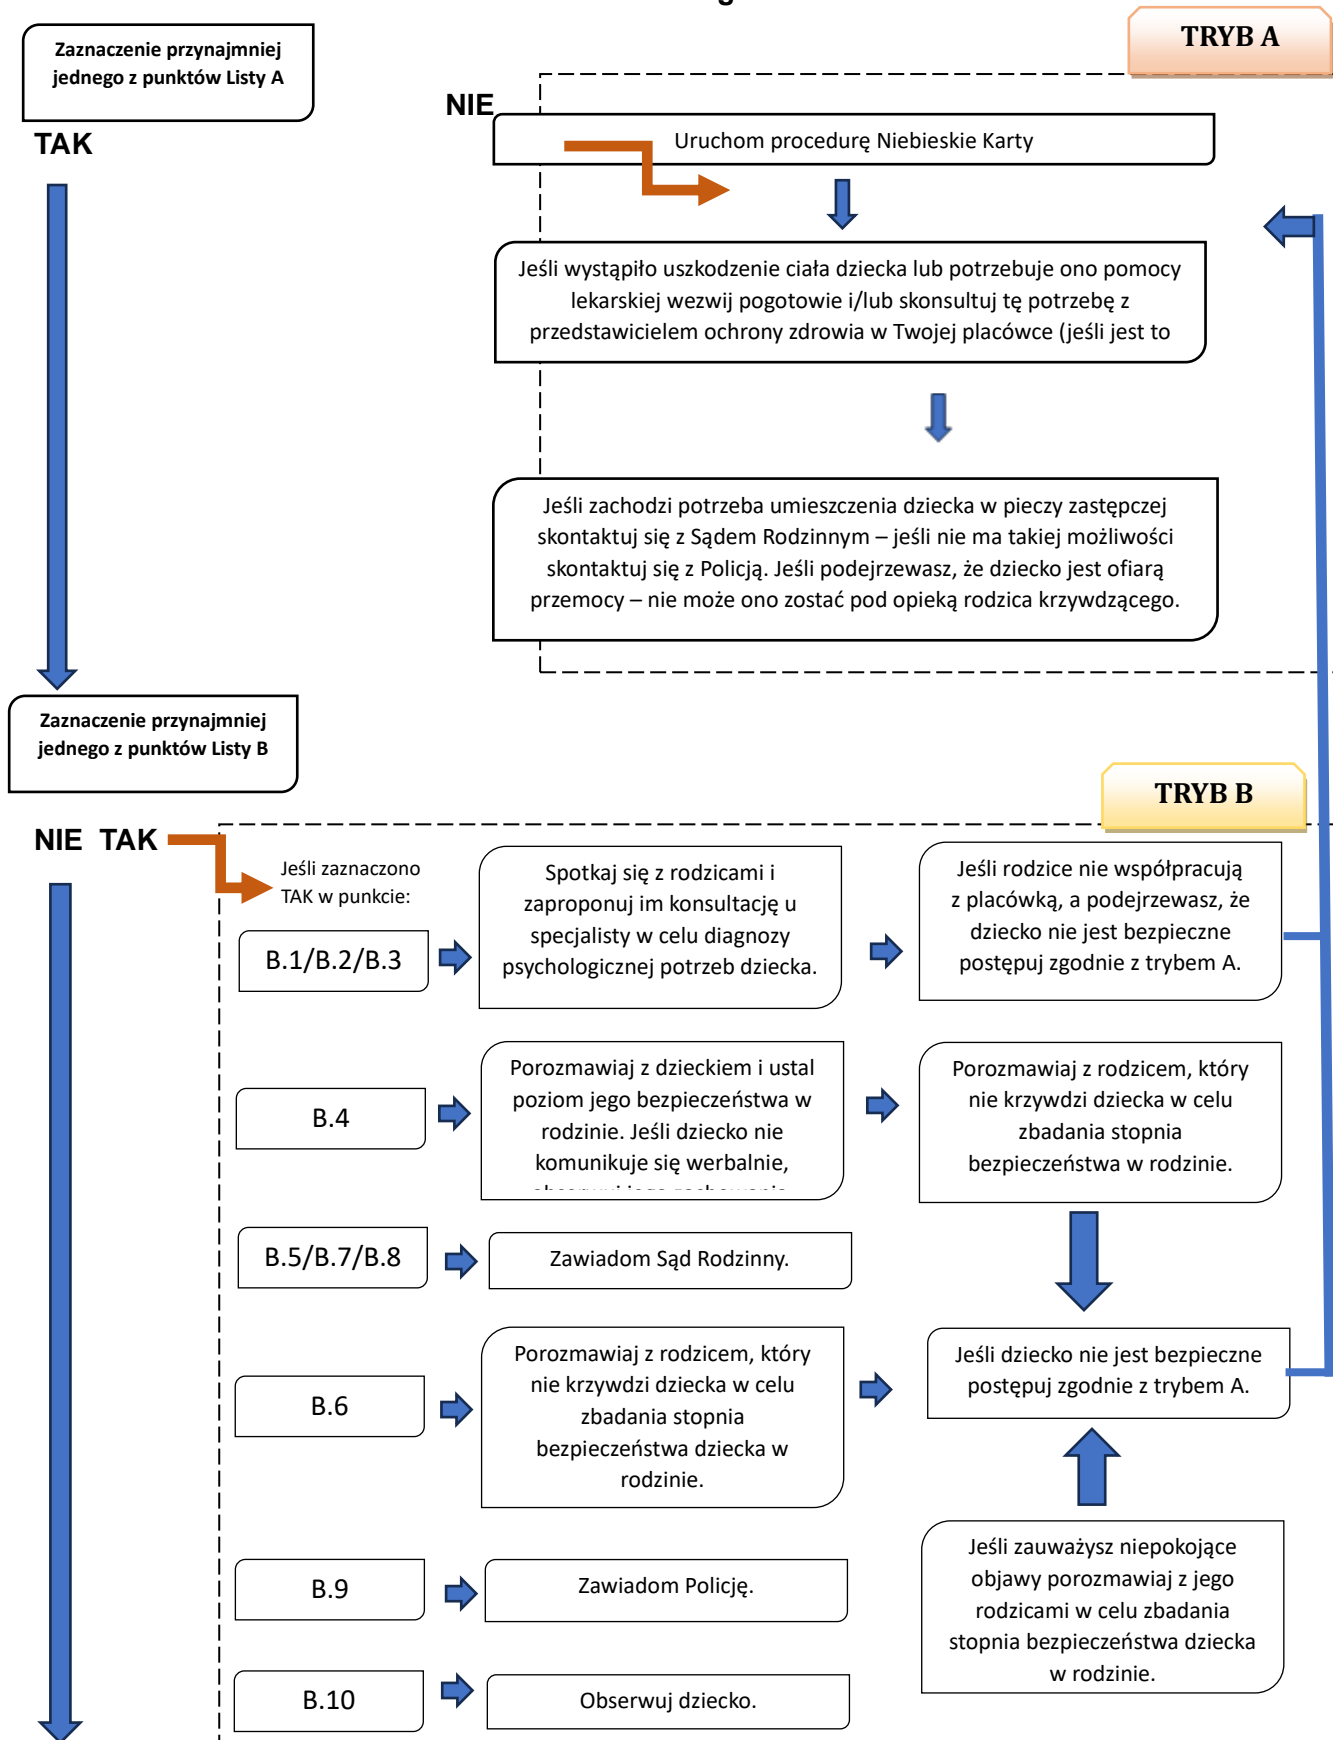 TRYB A
Zaznaczenie przynajmniej
jednego z punktów Listy A
NIE
TAK
Uruchom procedurę Niebieskie Karty
Jeśli wystąpiło uszkodzenie ciała dziecka lub potrzebuje ono pomocy
lekarskiej wezwij pogotowie i/lub skonsultuj tę potrzebę z
przedstawicielem ochrony zdrowia w Twojej placówce (jeśli jest to
Jeśli zachodzi potrzeba umieszczenia dziecka w pieczy zastępczej
skontaktuj się z Sądem Rodzinnym – jeśli nie ma takiej możliwości
skontaktuj się z Policją. Jeśli podejrzewasz, że dziecko jest ofiarą
przemocy – nie może ono zostać pod opieką rodzica krzywdzącego.
Zaznaczenie przynajmniej
jednego z punktów Listy B
TRYB B
NIE TAK
Jeśli zaznaczono
TAK w punkcie:
B.1/B.2/B.3
Spotkaj się z rodzicami i
zaproponuj im konsultację u
specjalisty w celu diagnozy
psychologicznej potrzeb dziecka.
Jeśli rodzice nie współpracują
z placówką, a podejrzewasz, że
dziecko nie jest bezpieczne
postępuj zgodnie z trybem A.
B.4
Porozmawiaj z dzieckiem i ustal
poziom jego bezpieczeństwa w
rodzinie. Jeśli dziecko nie
komunikuje się werbalnie,
Porozmawiaj z rodzicem, który
nie krzywdzi dziecka w celu
zbadania stopnia
bezpieczeństwa w rodzinie.
B.5/B.7/B.8
Zawiadom Sąd Rodzinny.
B.6
Porozmawiaj z rodzicem, który
nie krzywdzi dziecka w celu
zbadania stopnia
bezpieczeństwa dziecka w
rodzinie.
Jeśli dziecko nie jest bezpieczne
postępuj zgodnie z trybem A.
B.9
Zawiadom Policję.
Jeśli zauważysz niepokojące
objawy porozmawiaj z jego
rodzicami w celu zbadania
stopnia bezpieczeństwa dziecka
w rodzinie.
B.10
Obserwuj dziecko.